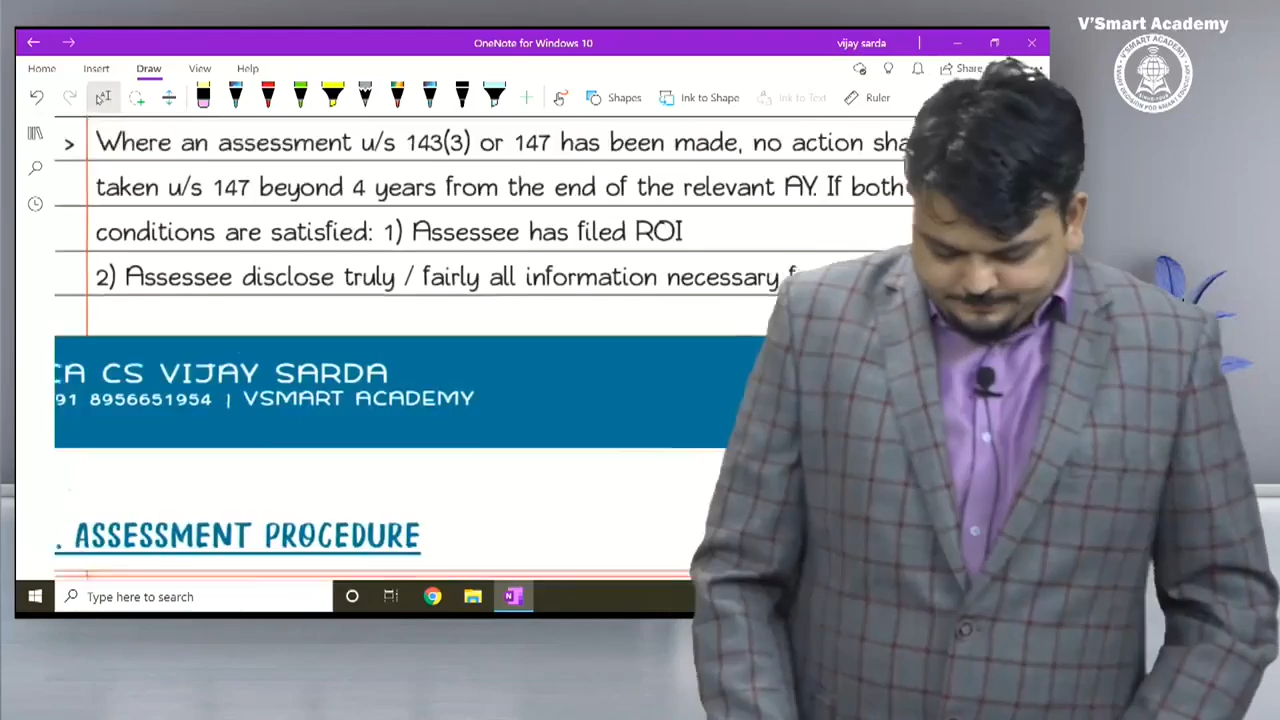 V'Smart Academy
OneNote for Windows 10
vijay sarda
Home Insert Draw View Help
Share
Shapes Ink to Shape Ink to Text Ruler
> Where an assessment u/s 143(3) or 147 has been made, no action
taken u/s 147 beyond 4 years from the end of the relevant AY. If both
conditions are satisfied: 1) Assessee has filed ROI
2) Assessee disclose truly / fairly all information necessary
CA CS VIJAY SARDA
91 8956651954 | VSMART ACADEMY
. ASSESSMENT PROCEDURE
Type here to search